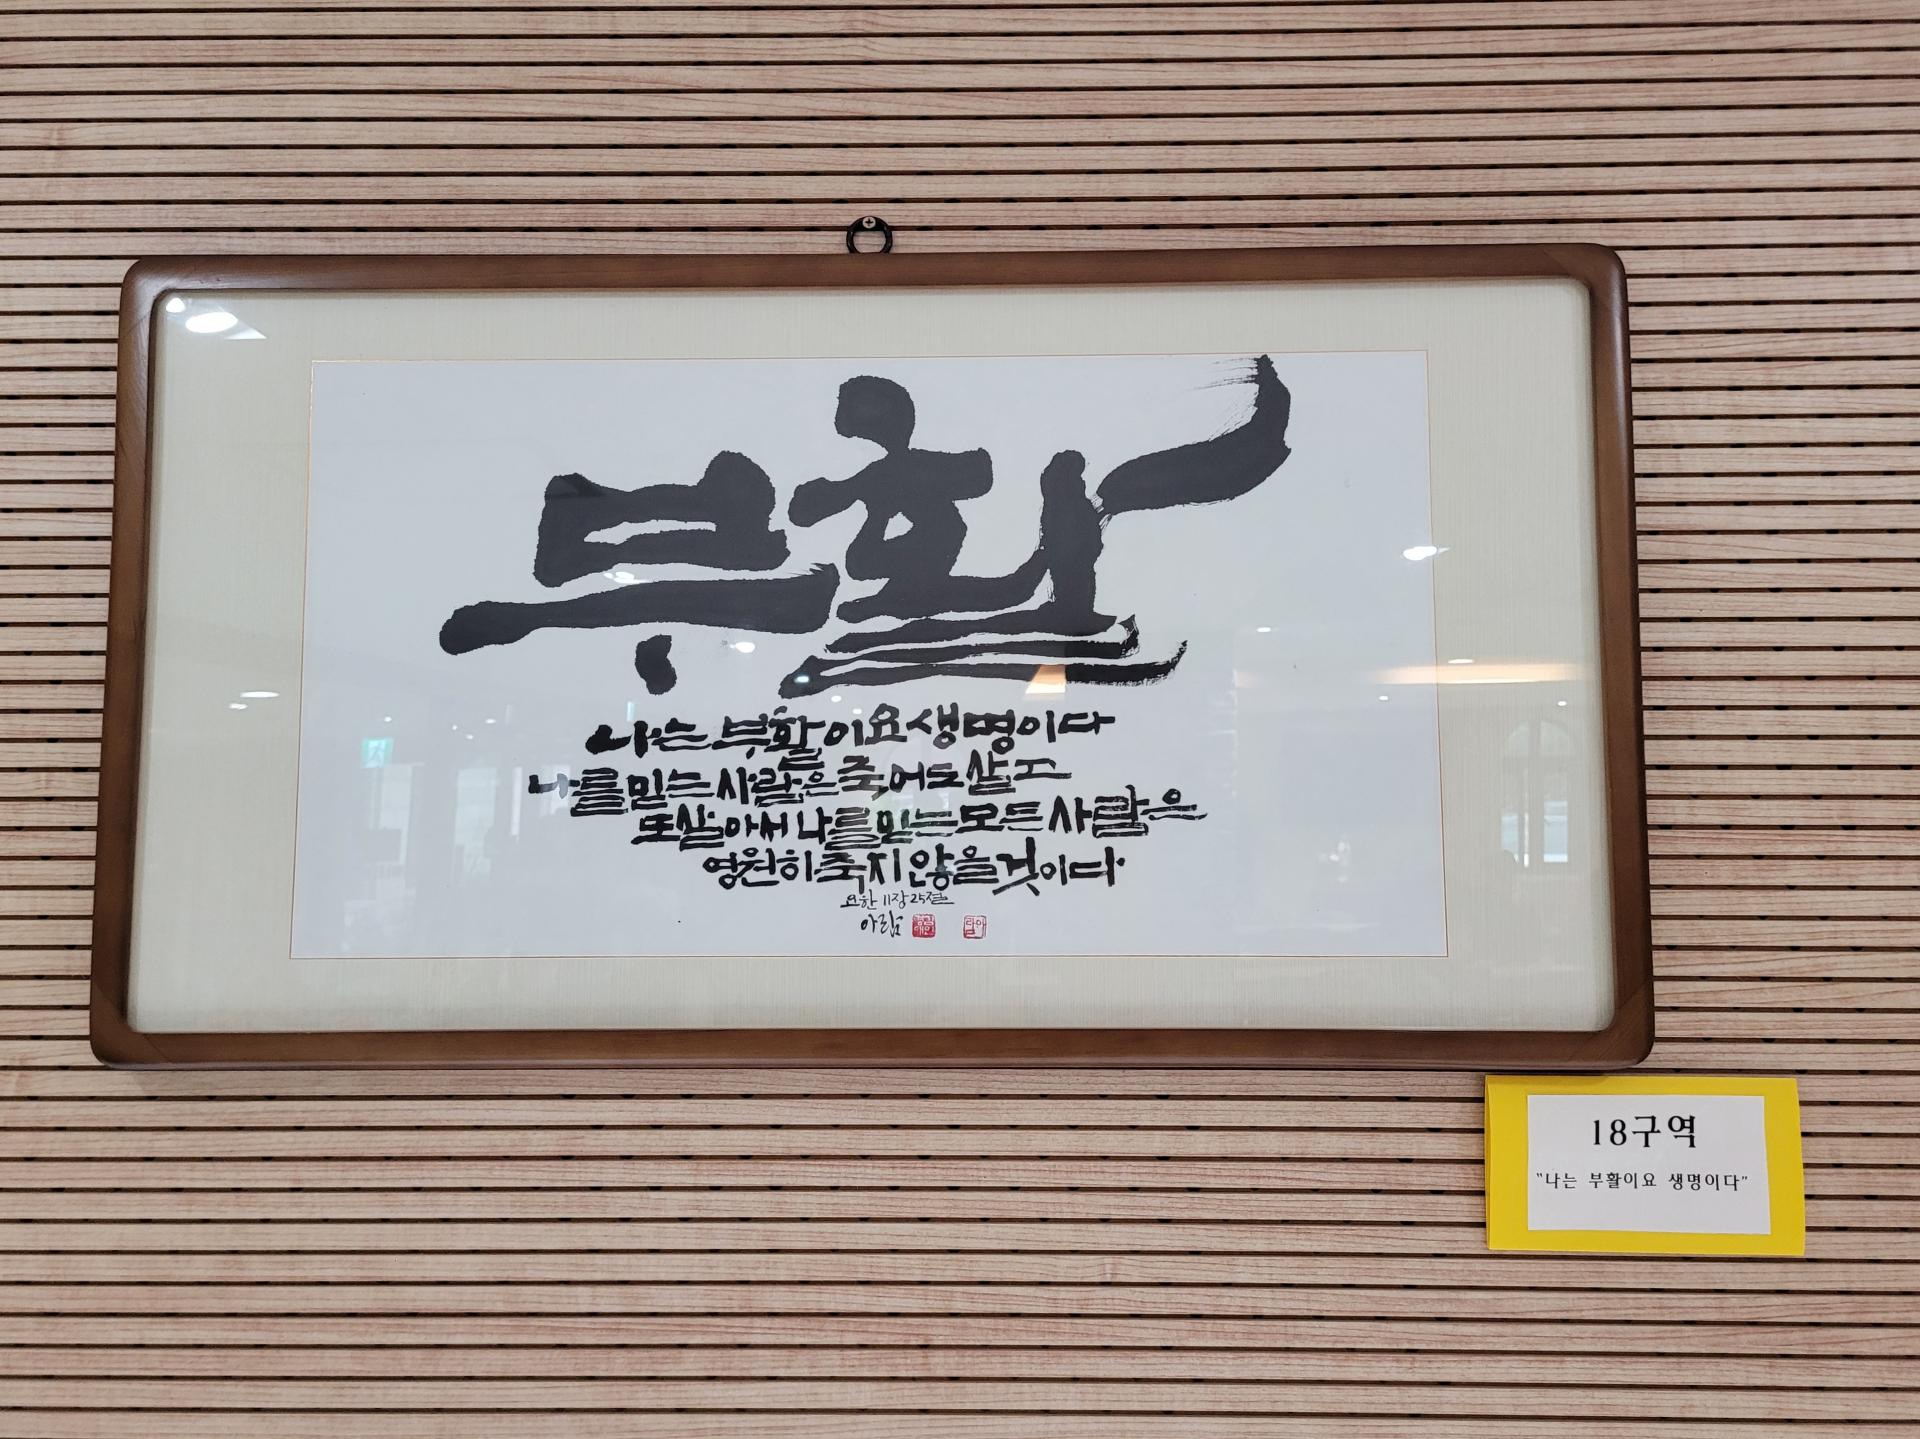 부활
나는 부활이요 생명이다
나를 믿는 사람은 죽어도 살고
또 살아서 나를 믿는 모든 사람은
영원히 죽지 않을 것이다
요한 11장 25절
아람
18구역
"나는 부활이요 생명이다"